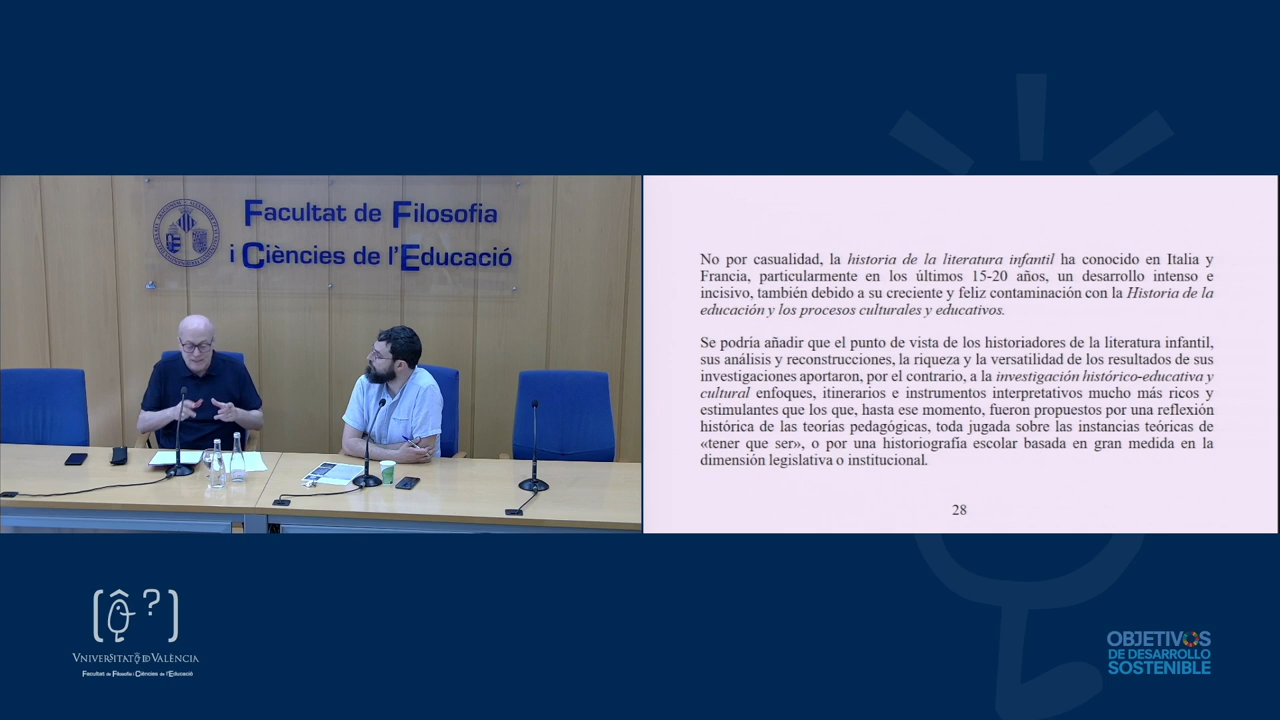 Facultat de Filosofia
i Ciències de l'Educació
No por casualidad, la historia de la literatura infantil ha conocido en Italia y
Francia, particularmente en los últimos 15-20 años, un desarrollo intenso e
incisivo, también debido a su creciente y feliz contaminación con la Historia de la
educación y los procesos culturales y educativos.
Se podría añadir que el punto de vista de los historiadores de la literatura infantil,
sus análisis y reconstrucciones, la riqueza y la versatilidad de los resultados de sus
investigaciones aportaron, por el contrario, a la investigación histórico-educativa y
cultural enfoques, itinerarios e instrumentos interpretativos mucho más ricos y
estimulantes que los que, hasta ese momento, fueron propuestos por una reflexión
histórica de las teorías pedagógicas, toda jugada sobre las instancias teóricas de
«tener que ser», o por una historiografía escolar basada en gran medida en la
dimensión legislativa o institucional.
28
VNIVERSITAT ID VALÈNCIA
Facultat de Filosofia i Ciències de l'Educació
OBJETIVOS
DE DESARROLLO
SOSTENIBLE